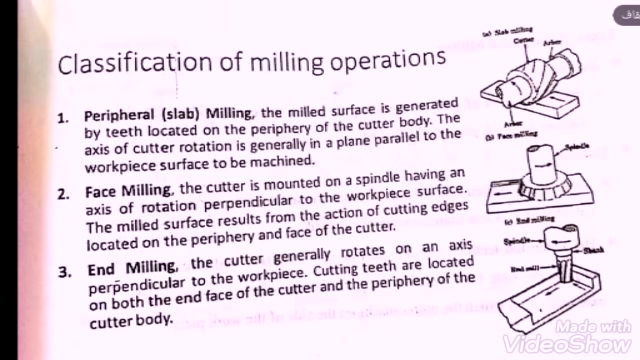 Classification of milling operations
1. Peripheral (slab) Milling, the milled surface is generated
by teeth located on the periphery of the cutter body. The
axis of cutter rotation is generally in a plane parallel to the
workpiece surface to be machined.
2. Face Milling, the cutter is mounted on a spindle having an
axis of rotation perpendicular to the workpiece surface.
The milled surface results from the action of cutting edges
located on the periphery and face of the cutter.
3. End Milling, the cutter generally rotates on an axis
perpendicular to the workpiece. Cutting teeth are located
on both the end face of the cutter and the periphery of the
cutter body.
(a) Slab milling
Cutter
Arbor
Arbor
(b) Face milling
Spindle
(c) End milling
Spindle
Shank
End mill
Made with
VideoShow